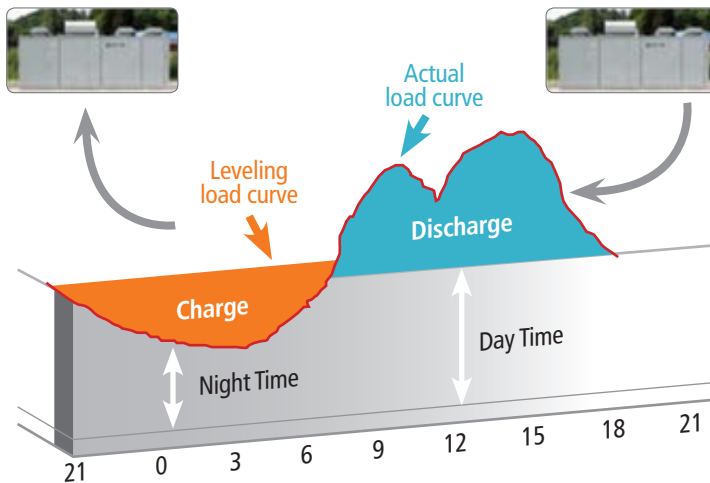 Actual
load curve
Leveling
load curve
Discharge
Charge
Day Time
Night Time
21 0 3 6 9 12 15 18 21